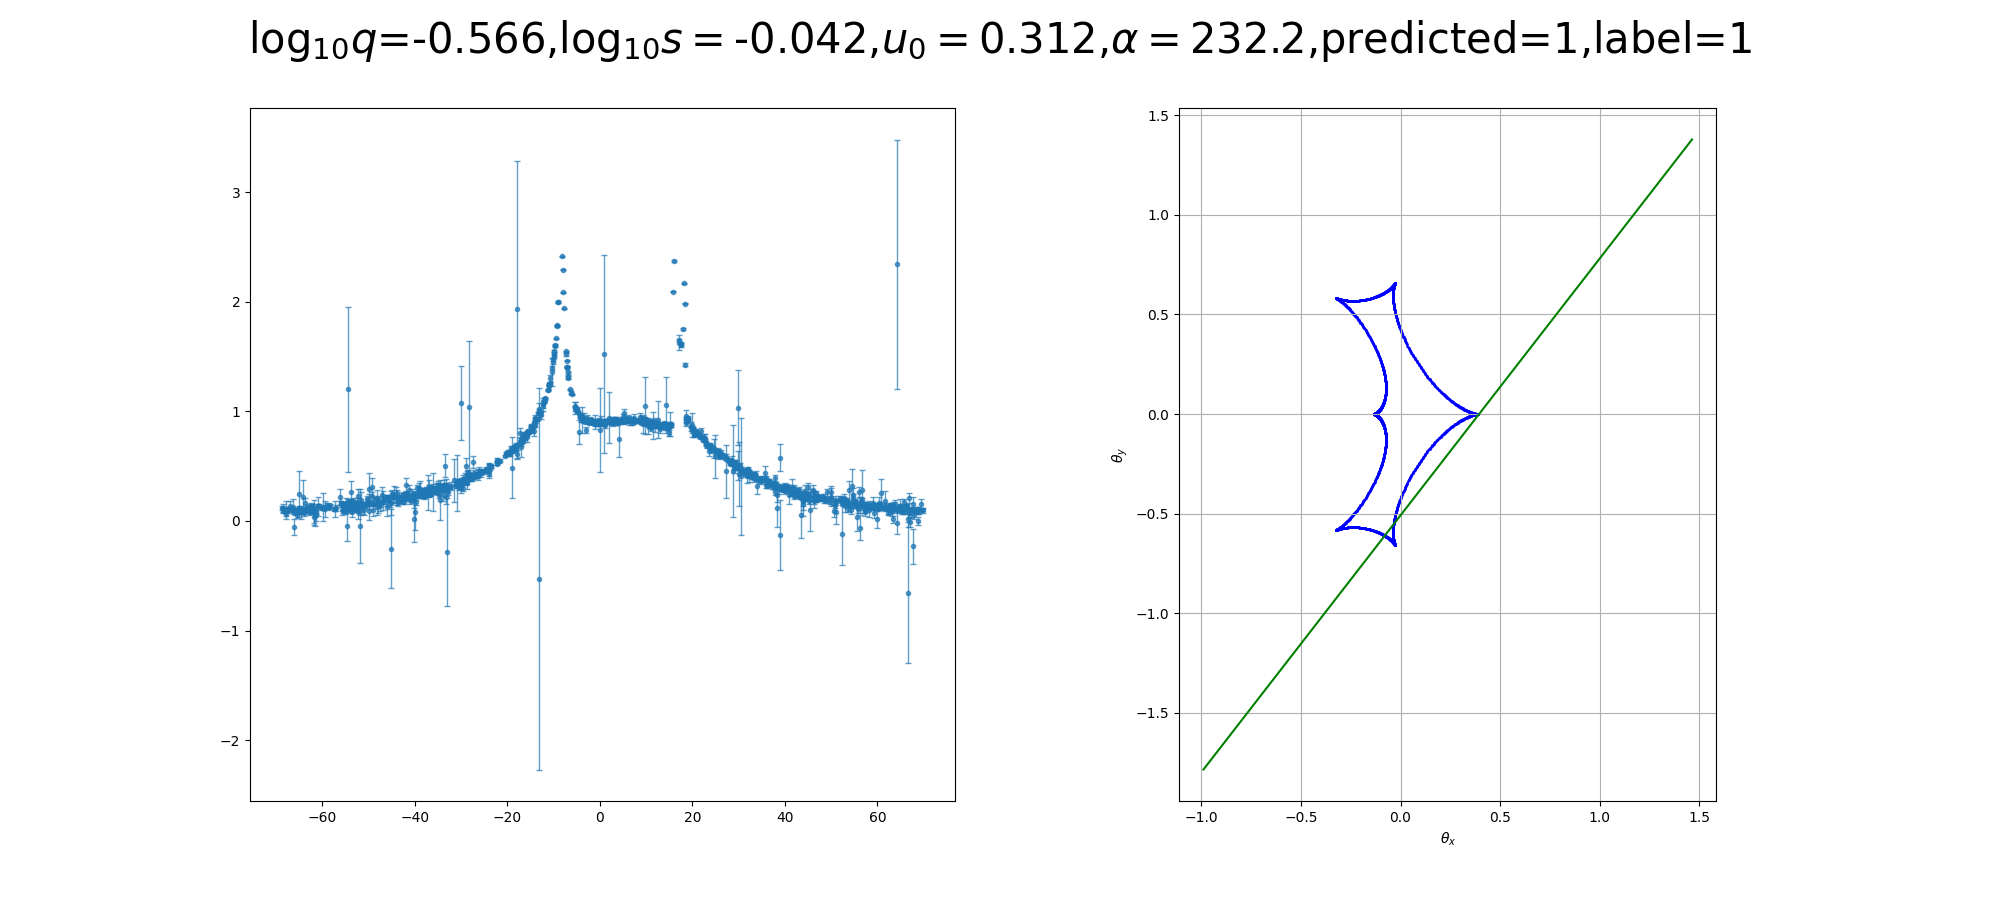 log₁₀q=-0.566,log₁₀s = -0.042,u₀ = 0.312,α = 232.2,predicted=1,label=1
3
2
1
0
−1
−2
−60 −40 −20 0 20 40 60
1.5
1.0
0.5
0.0
−0.5
−1.0
−1.5
θy
−1.0 −0.5 0.0 0.5 1.0 1.5
θx